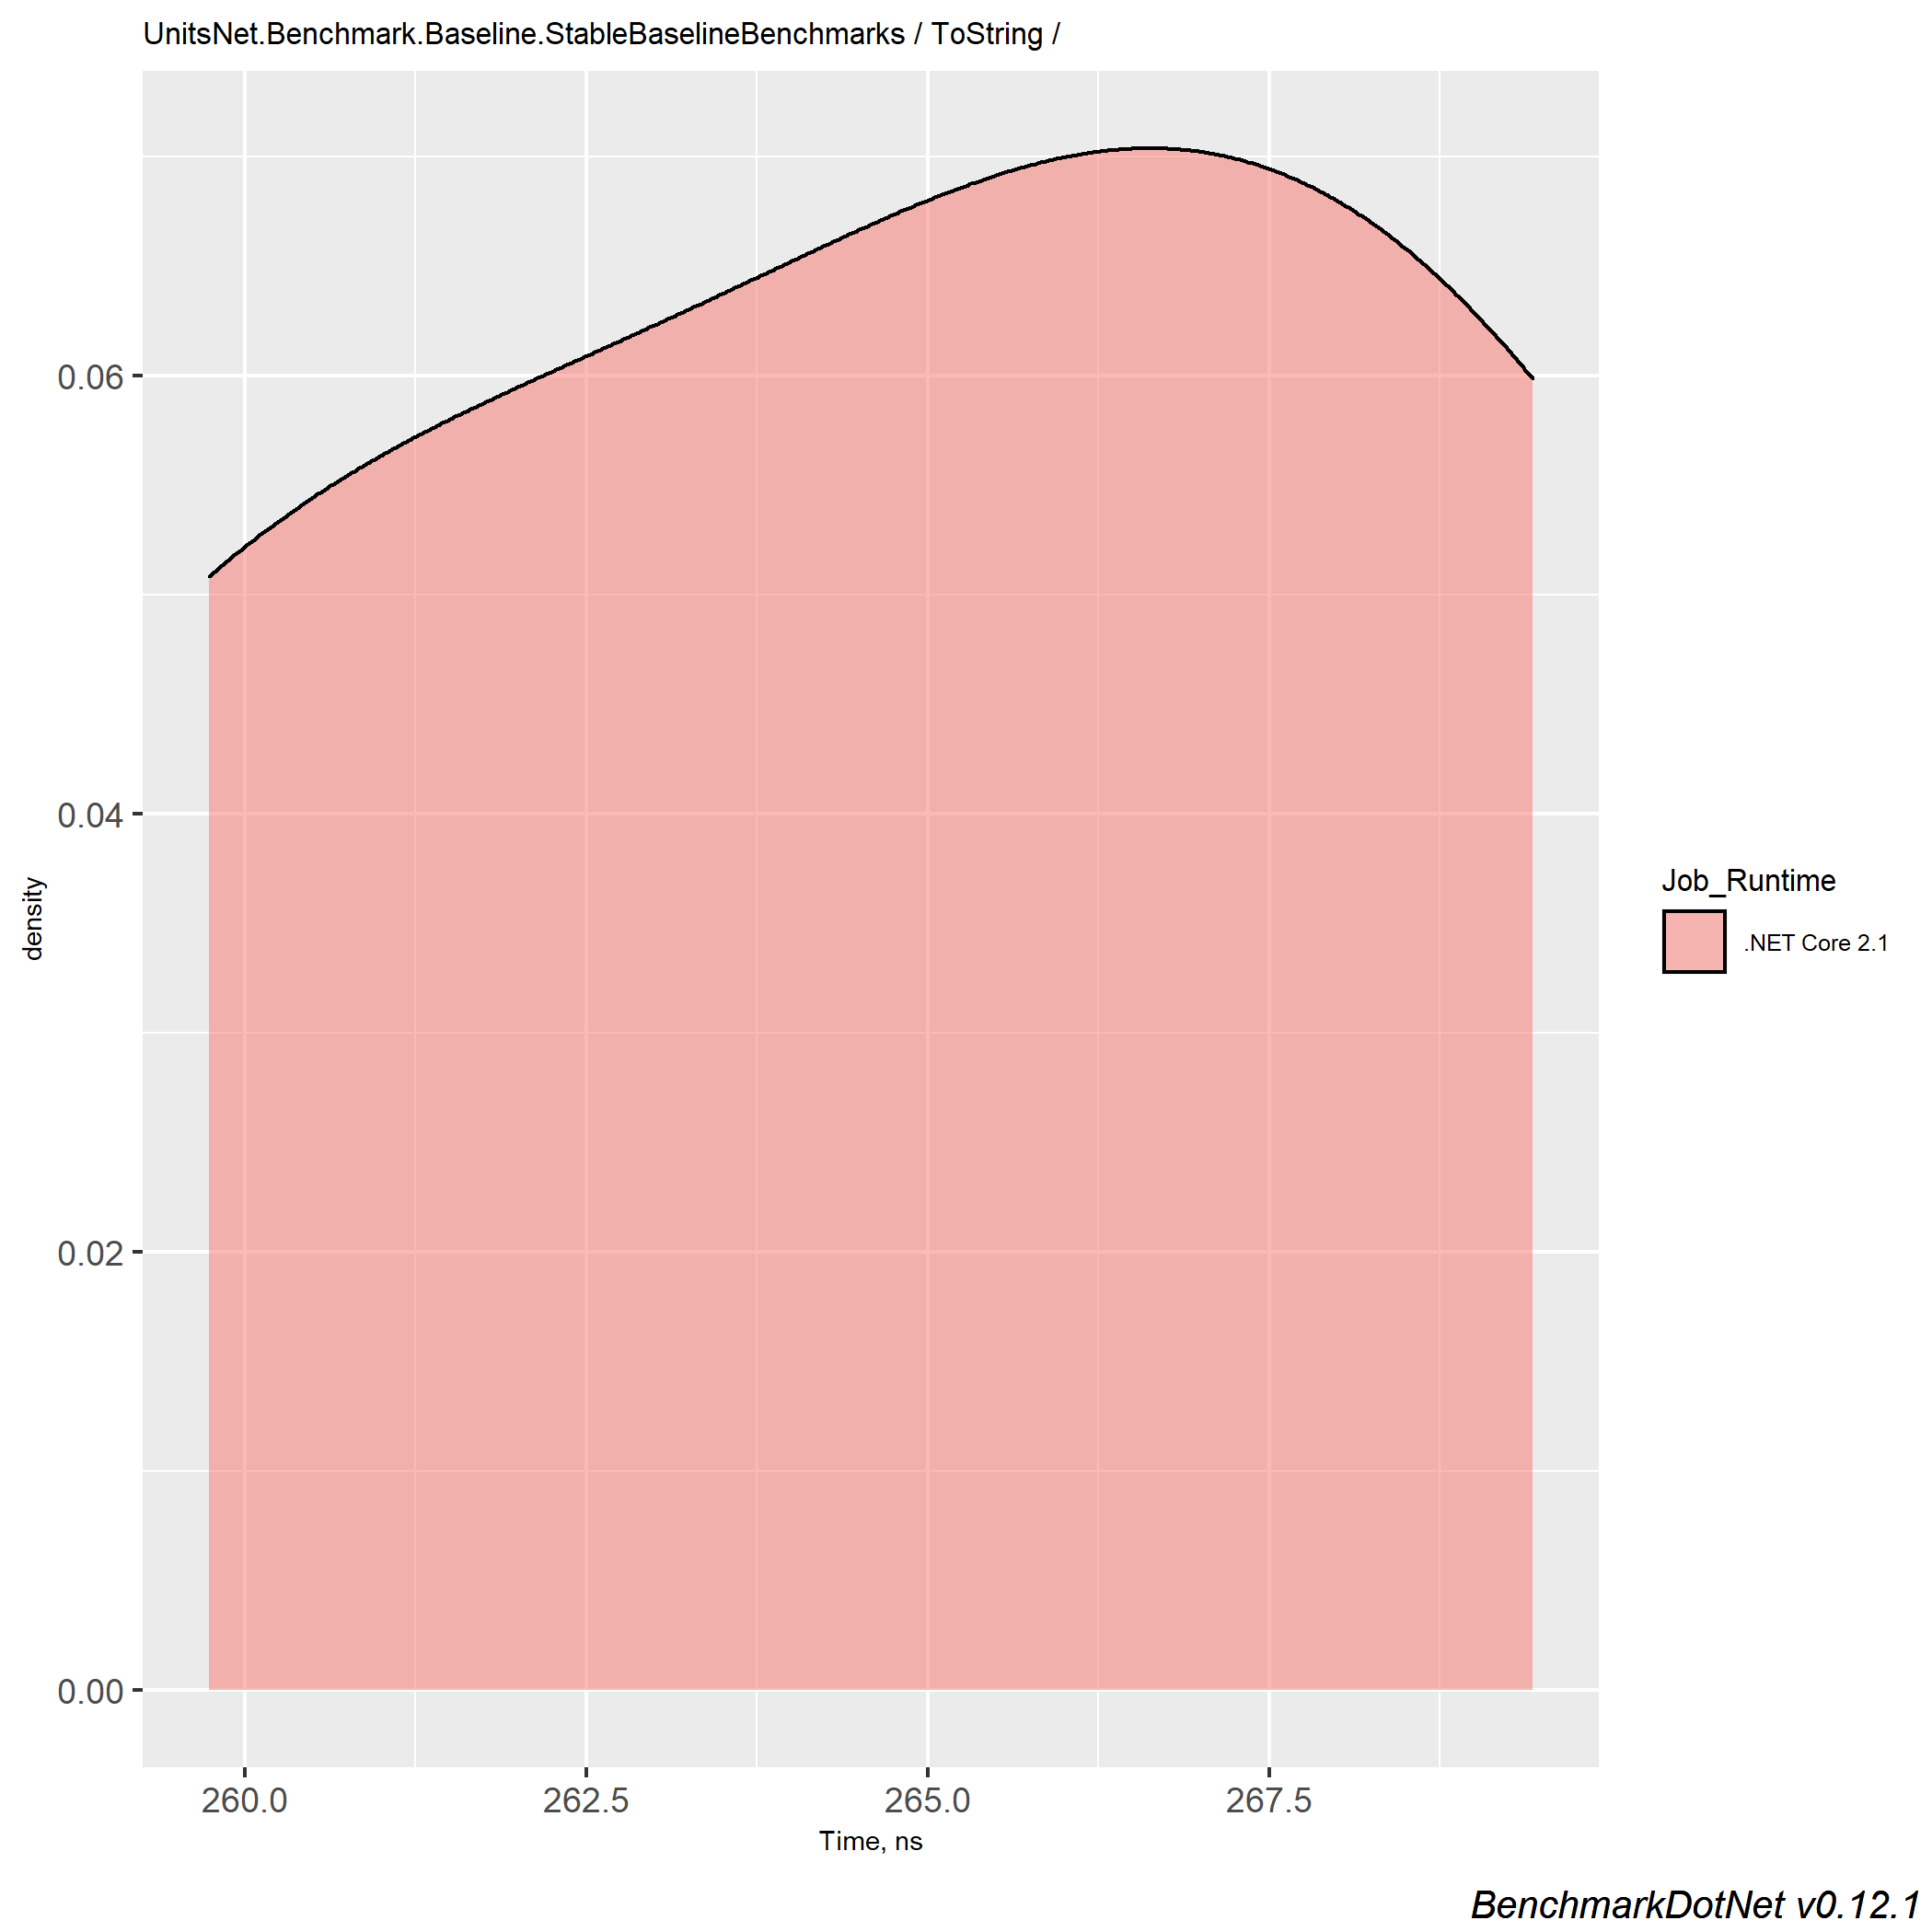 UnitsNet.Benchmark.Baseline.StableBaselineBenchmarks / ToString /
0.06
0.04
0.02
0.00
density
260.0 262.5 265.0 267.5
Time, ns
Job_Runtime
.NET Core 2.1
BenchmarkDotNet v0.12.1